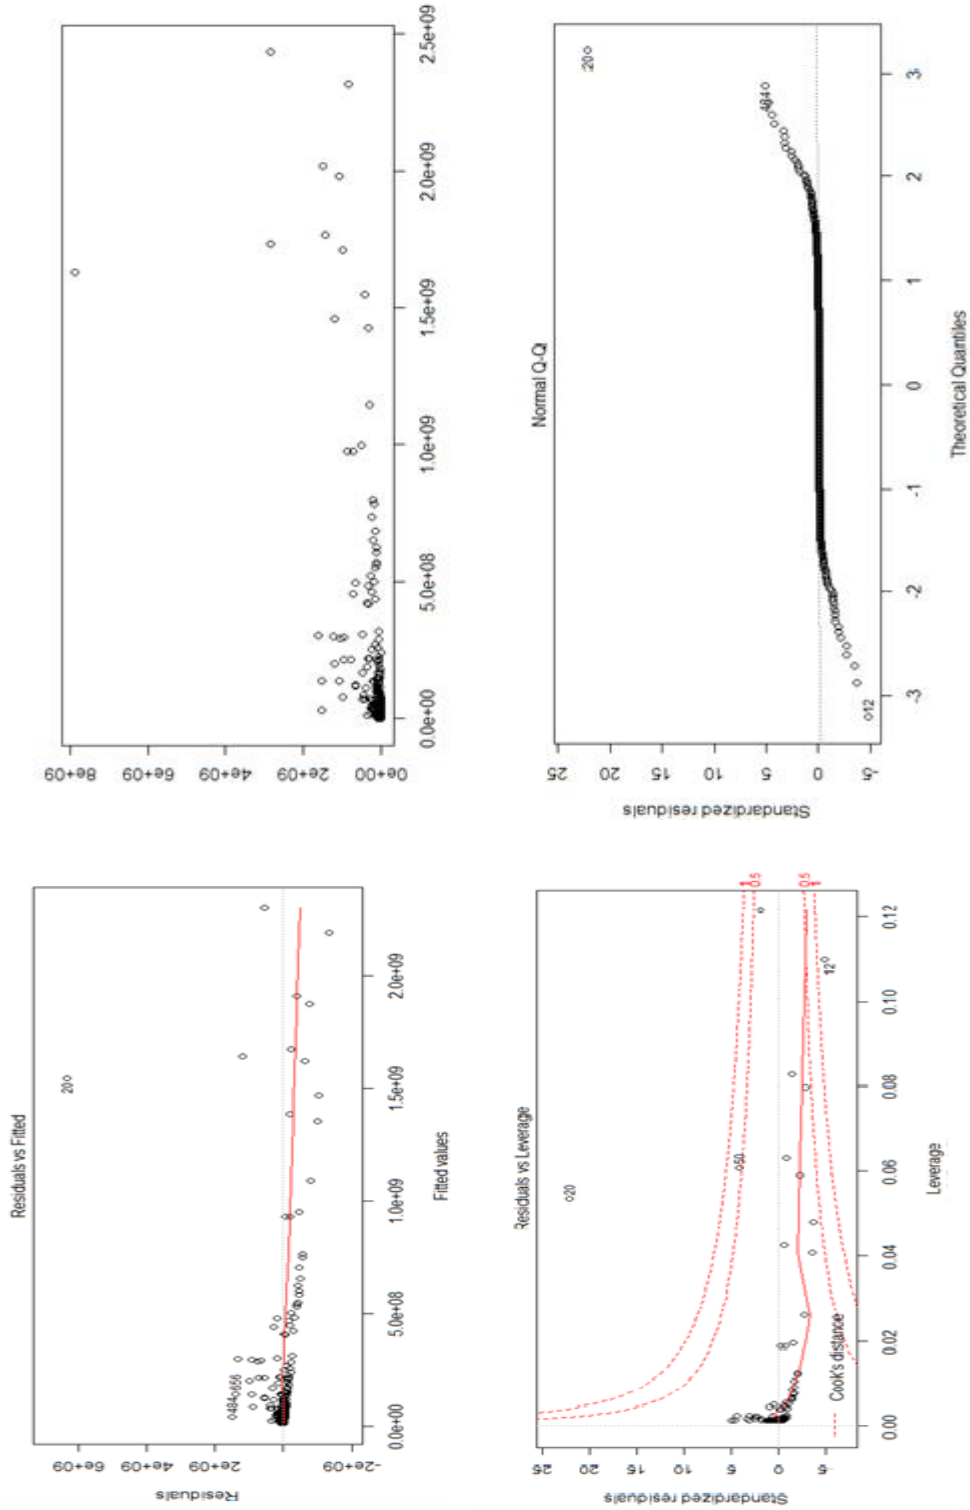 8e+09
6e+09
4e+09
2e+09
0e+00
0.0e+00 5.0e+08 1.0e+09 1.5e+09 2.0e+09 2.5e+09
Normal Q-Q
Standardized residuals
25
20
15
10
5
0
-5
20
484
12
-3 -2 -1 0 1 2 3
Theoretical Quantiles
Residuals vs Fitted
Residuals
6e+09
4e+09
2e+09
0
-2e+09
20
484 656
0.0e+00 5.0e+08 1.0e+09 1.5e+09 2.0e+09
Fitted values
Residuals vs Leverage
Standardized residuals
25
20
15
10
5
0
-5
20
50
12
1
0.5
0.5
1
Cook's distance
0.00 0.02 0.04 0.06 0.08 0.10 0.12
Leverage